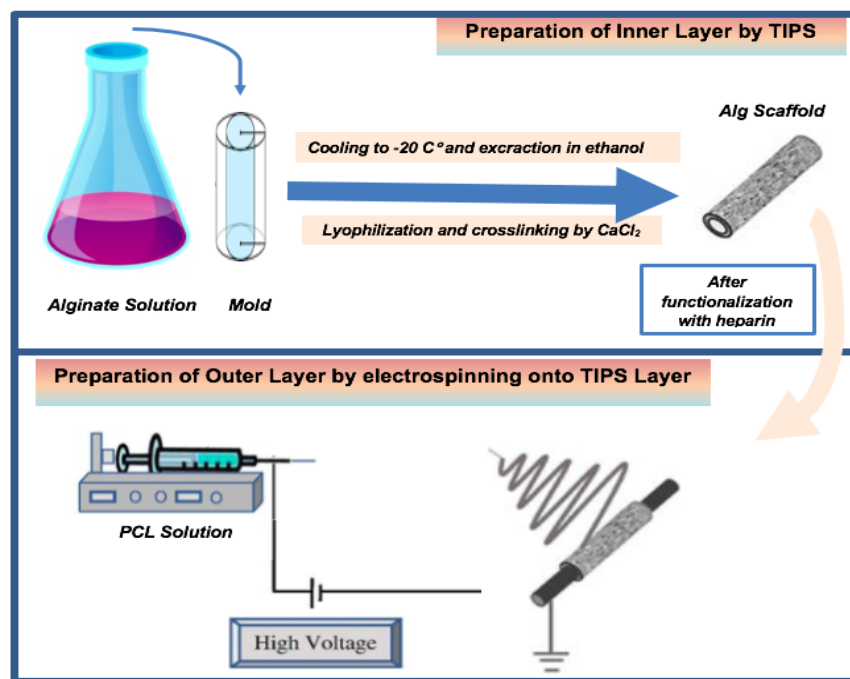 Preparation of Inner Layer by TIPS
Alg Scaffold
Cooling to -20 C° and excraction in ethanol
Lyophilization and crosslinking by CaCl₂
Alginate Solution
Mold
After
functionalization
with heparin
Preparation of Outer Layer by electrospinning onto TIPS Layer
PCL Solution
High Voltage